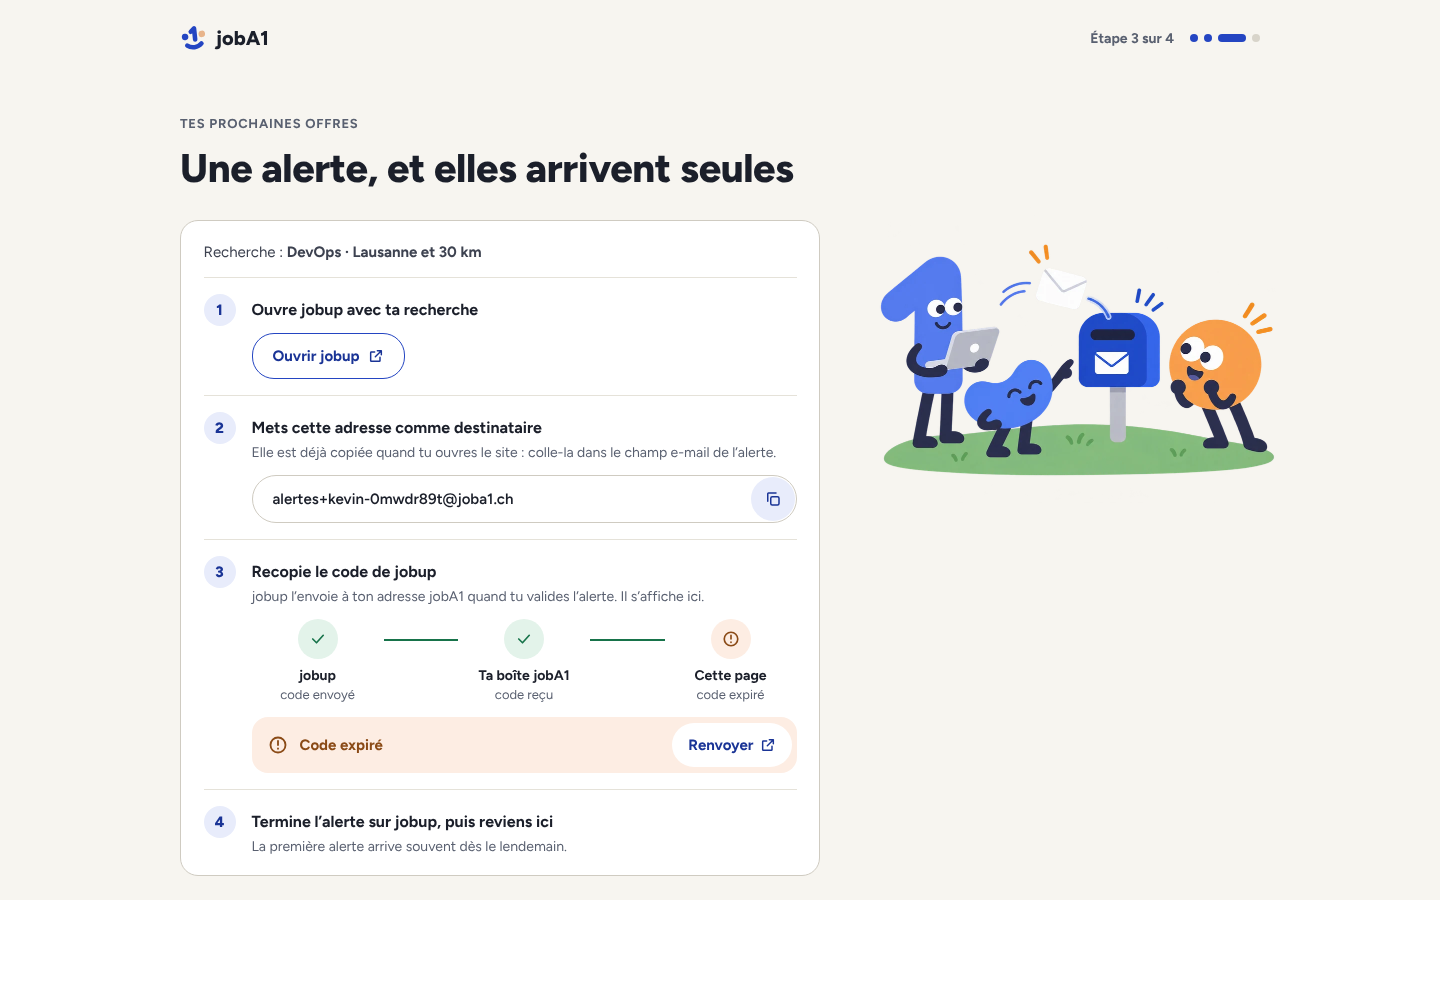 jobA1
Étape 3 sur 4
TES PROCHAINES OFFRES
Une alerte, et elles arrivent seules
Recherche : DevOps · Lausanne et 30 km
1
Ouvre jobup avec ta recherche
Ouvrir jobup
2
Mets cette adresse comme destinataire
Elle est déjà copiée quand tu ouvres le site : colle-la dans le champ e-mail de l’alerte.
alertes+kevin-0mwdr89t@joba1.ch
3
Recopie le code de jobup
jobup l’envoie à ton adresse jobA1 quand tu valides l’alerte. Il s’affiche ici.
jobup
code envoyé
Ta boîte jobA1
code reçu
Cette page
code expiré
Code expiré
Renvoyer
4
Termine l’alerte sur jobup, puis reviens ici
La première alerte arrive souvent dès le lendemain.